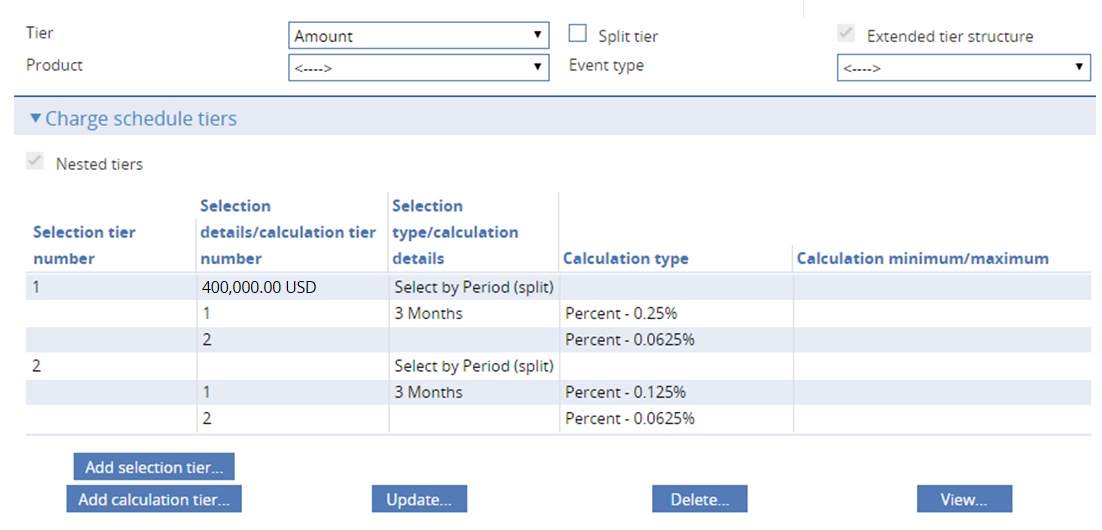 Tier Amount Split tier Extended tier structure
Product <----> Event type <---->
Charge schedule tiers
Nested tiers
Selection Selection
Selection tier details/calculation tier type/calculation
number number details Calculation type Calculation minimum/maximum
1 400,000.00 USD Select by Period (split)
1 3 Months Percent - 0.25%
2 Percent - 0.0625%
2 Select by Period (split)
1 3 Months Percent - 0.125%
2 Percent - 0.0625%
Add selection tier...
Add calculation tier... Update... Delete... View...